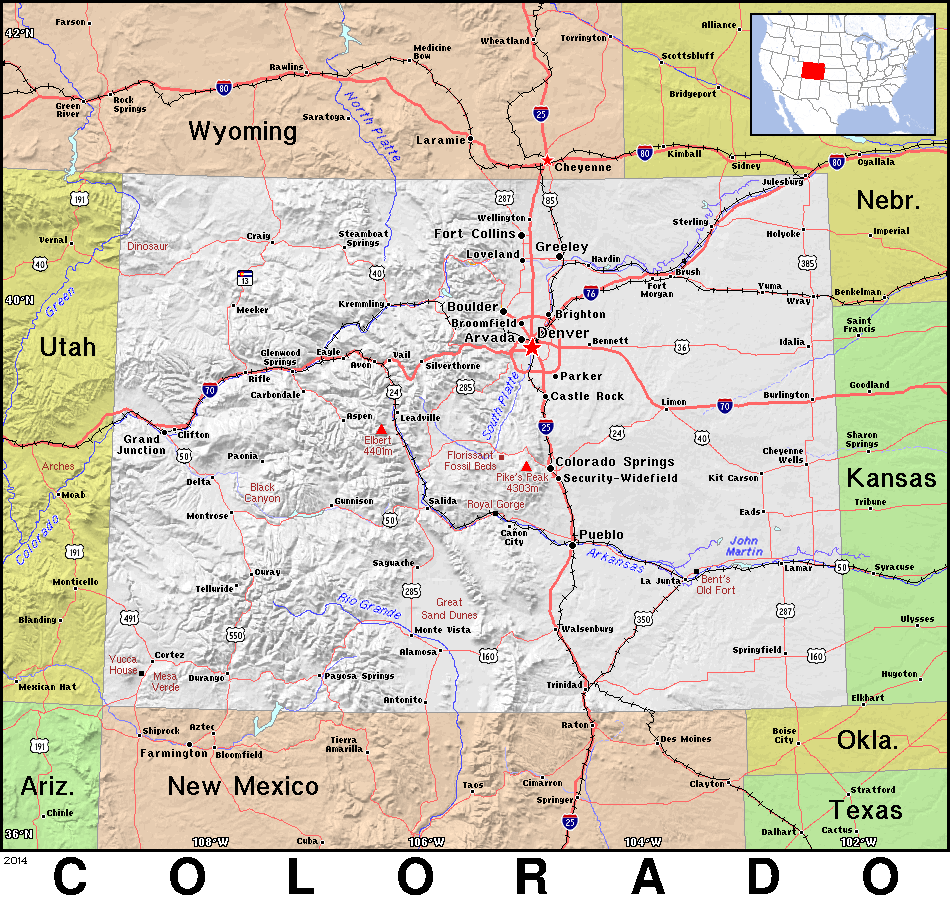 Farson
42°N
Alliance
Wheatland
Torrington
Medicine
Bow
Scottsbluff
Rawlins
80
Bridgeport
Green
River
Rock
Springs
25
North Platte
Saratoga
Wyoming
Laramie
80
Kimball
Sidney
80
Ogallala
Cheyenne
Julesburg
Utah
191
287
85
Nebr.
Wellington
Sterling
Fort Collins
Holyoke
Imperial
Vernal
Dinosaur
Craig
Steamboat
Springs
Greeley
Loveland
40
40
Hardin
385
13
Brush
Green
Fort
Morgan
Yuma
Wray
Benkelman
40°N
Meeker
Kremmling
Boulder
76
Brighton
Saint
Francis
Broomfield
Denver
Arvada
Bennett
36
Idalia
Glenwood
Springs
Eagle
Vail
Avon
Silverthorne
Rifle
Parker
70
Carbondale
24
285
South Platte
Castle Rock
Goodland
Burlington
Limon
70
Aspen
Leadville
25
Grand
Junction
Clifton
Elbert
4401m
24
40
Sharon
Springs
50
Paonia
Florissant
Fossil Beds
Colorado Springs
Cheyenne
Wells
Arches
Pike's Peak
4303m
Security-Widefield
Kit Carson
Kansas
Delta
Black
Canyon
Moab
Gunnison
Salida
Royal Gorge
Tribune
Montrose
50
Eads
Colorado
Cañon
City
Pueblo
John
Martin
191
Arkansas
Saguache
Lamar
50
Syracuse
Ouray
La Junta
Bent's
Old Fort
Monticello
Telluride
285
Rio Grande
Great
Sand Dunes
491
Blanding
350
287
Ulysses
550
Monte Vista
Walsenburg
Alamosa
160
Springfield
160
Yucca
House
Cortez
Mesa
Verde
Durango
Pagosa Springs
Hugoton
Mexican Hat
Trinidad
Antonito
Elkhart
Shiprock
Aztec
Raton
191
Farmington
Bloomfield
Tierra
Amarilla
Des Moines
Boise
City
Okla.
Ariz.
New Mexico
Taos
Cimarron
Clayton
Springer
Stratford
Texas
Chinle
25
36°N
108°W
Cuba
106°W
104°W
Dalhart
Cactus
102°W
2014
COLORADO